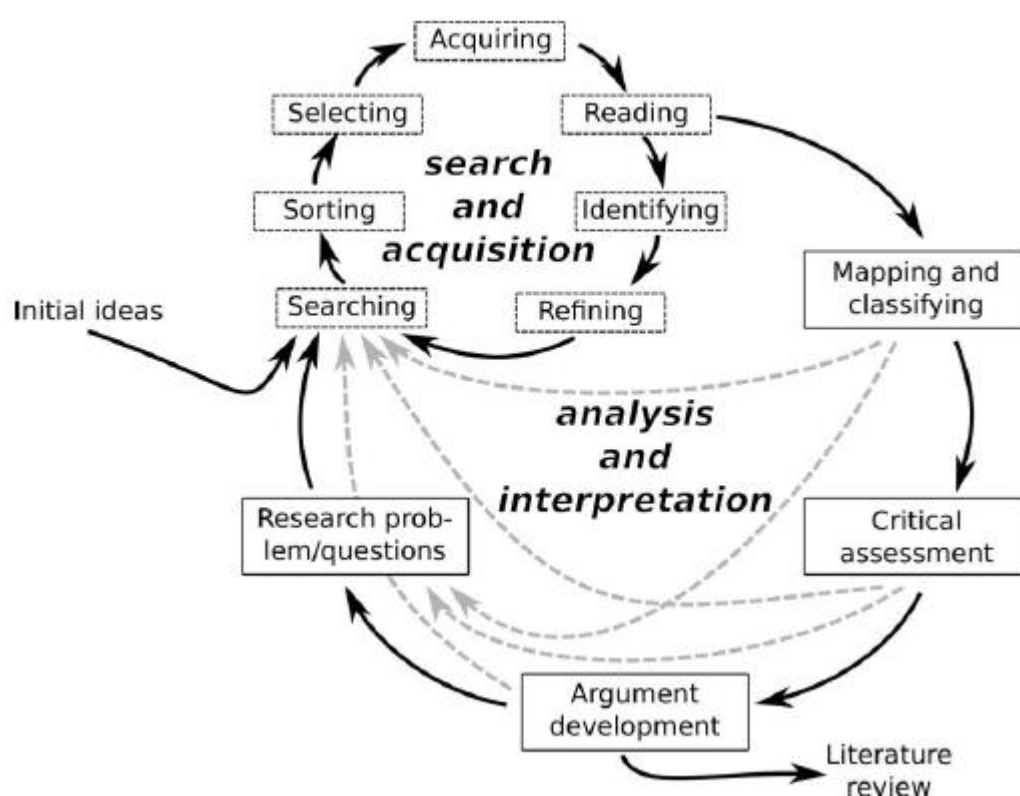 Acquiring
Selecting
Reading
search
and
acquisition
Sorting
Identifying
Mapping and
classifying
Searching
Refining
Initial ideas
analysis
and
interpretation
Research prob-
lem/questions
Critical
assessment
Argument
development
Literature
review